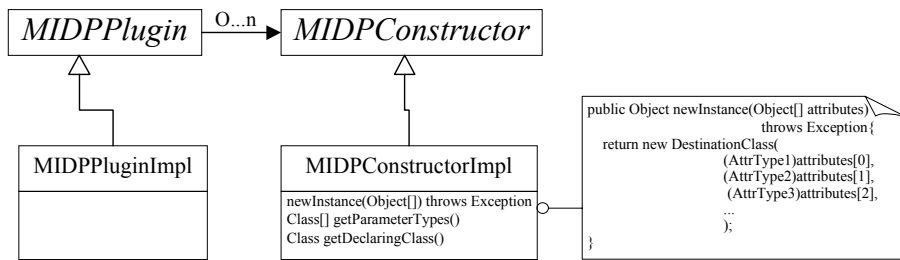 MIDPPlugin
O...n
MIDPConstructor
MIDPPluginImpl
MIDPConstructorImpl
newInstance(Object[]) throws Exception
Class[] getParameterTypes()
Class getDeclaringClass()
public Object newInstance(Object[] attributes)
throws Exception{
return new DestinationClass(
(AttrType1)attributes[0],
(AttrType2)attributes[1],
(AttrType3)attributes[2],
...
);
}